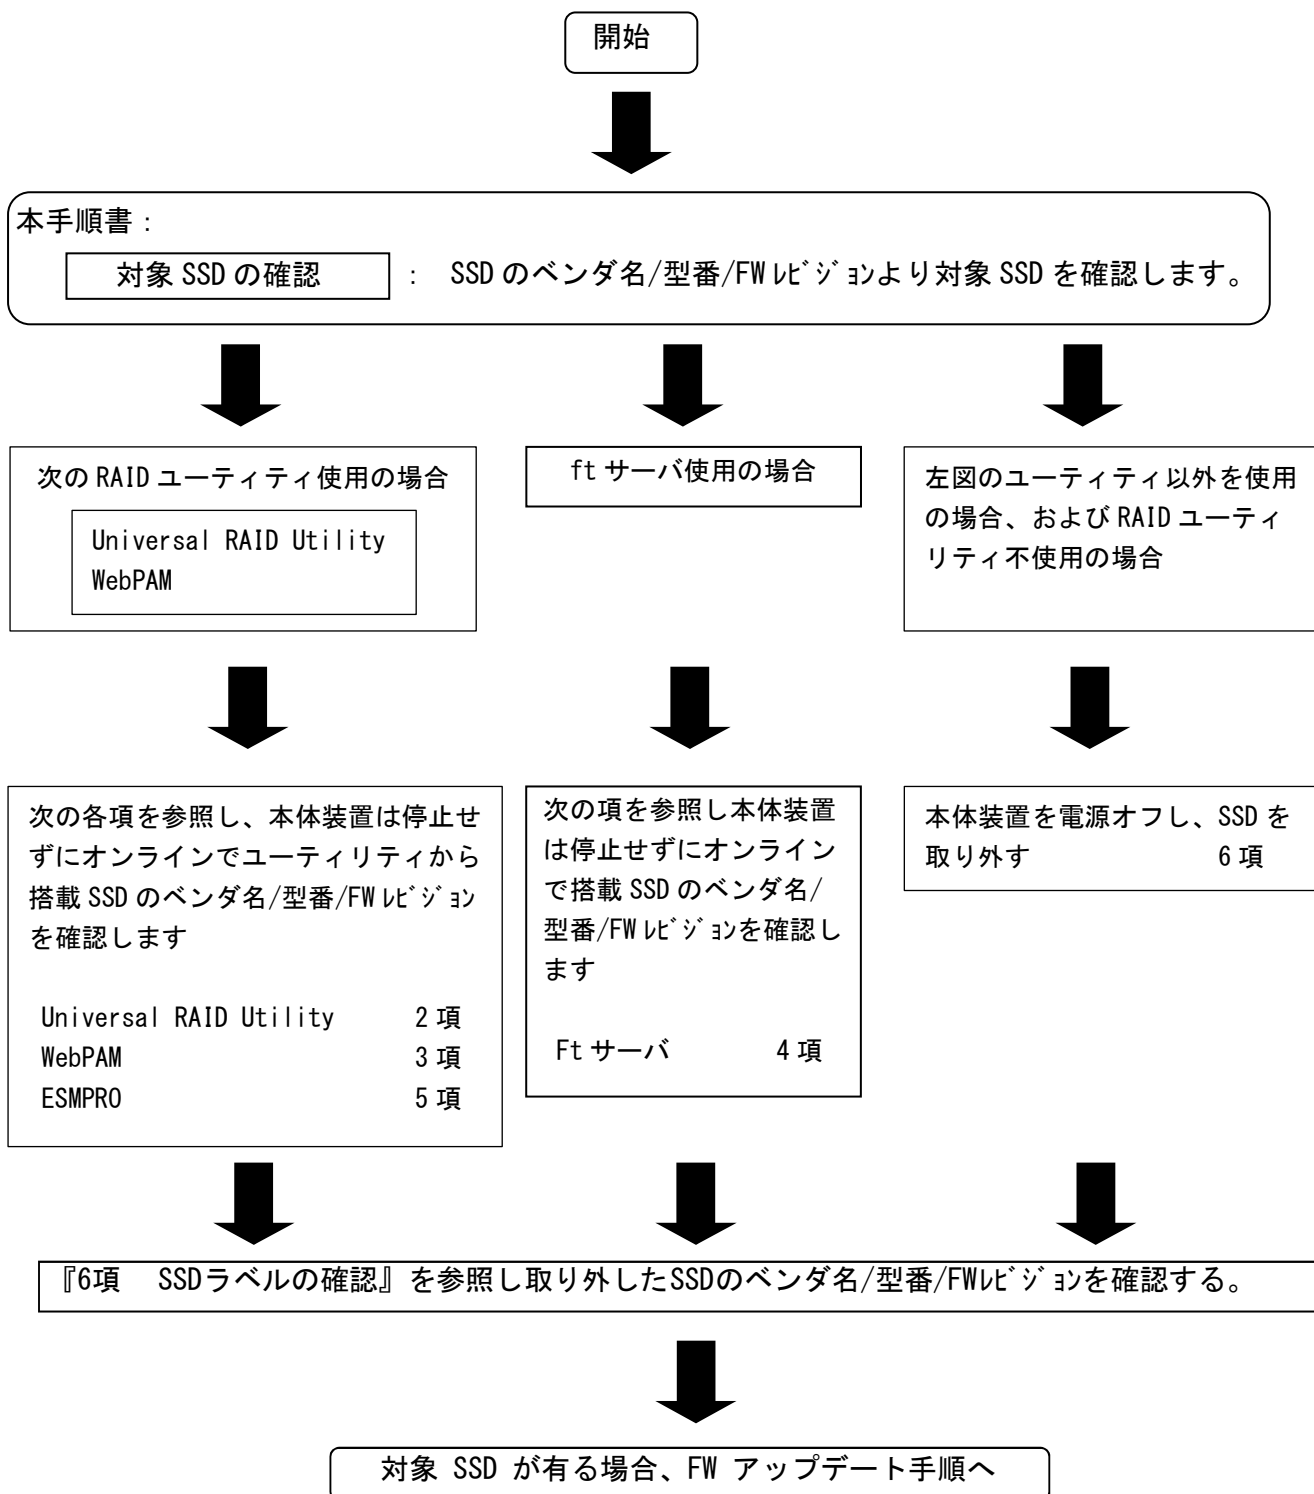 開始
本手順書：
対象 SSD の確認 ： SSD のベンダ名/型番/FW ﾚﾋﾞｼﾞｮﾝより対象 SSD を確認します。
次の RAID ユーティティ使用の場合
Universal RAID Utility
WebPAM
ft サーバ使用の場合
左図のユーティティ以外を使用
の場合、および RAID ユーティ
リティ不使用の場合
次の各項を参照し、本体装置は停止せ
ずにオンラインでユーティリティから
搭載 SSD のベンダ名/型番/FW ﾚﾋﾞｼﾞｮﾝ
を確認します
Universal RAID Utility 2 項
WebPAM 3 項
ESMPRO 5 項
次の項を参照し本体装置
は停止せずにオンライン
で搭載 SSD のベンダ名/
型番/FW ﾚﾋﾞｼﾞｮﾝを確認し
ます
Ft サーバ 4 項
本体装置を電源オフし、SSD を
取り外す 6 項
『6項 SSDラベルの確認』を参照し取り外したSSDのベンダ名/型番/FWﾚﾋﾞｼﾞｮﾝを確認する。
対象 SSD が有る場合、FW アップデート手順へ